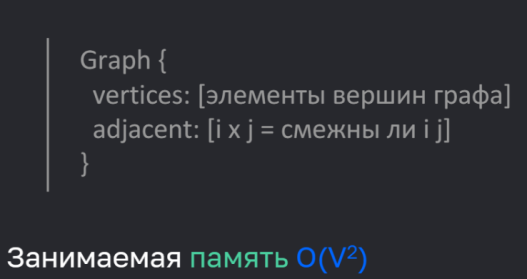 Graph {
vertices: [элементы вершин графа]
adjacent: [i x j = смежны ли i j]
}
Занимаемая память O(V²)